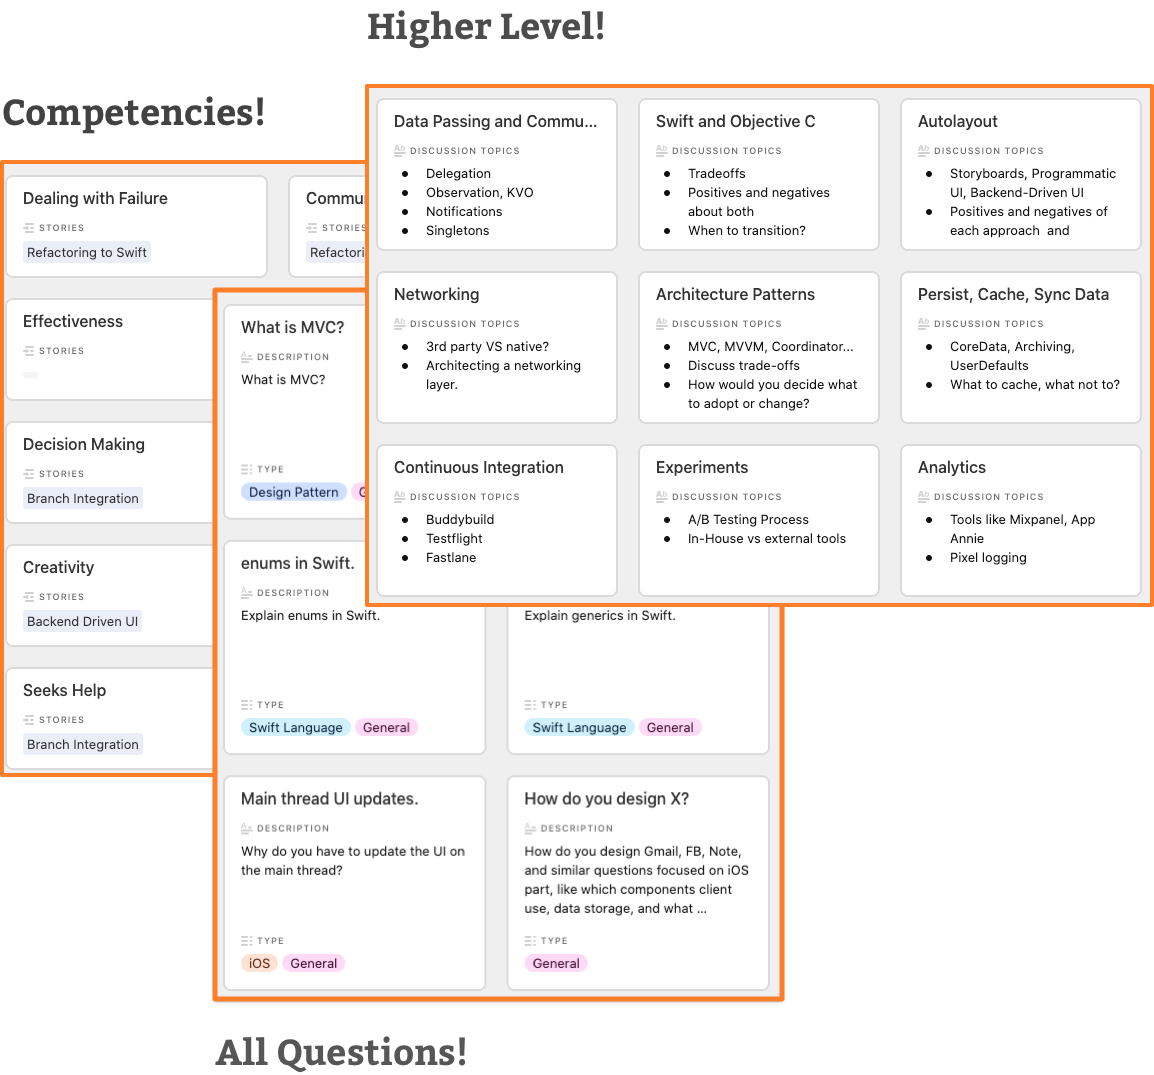 Higher Level!
Competencies!
Data Passing and Commu...
Ab DISCUSSION TOPICS
● Delegation
● Observation, KVO
● Notifications
● Singletons
Swift and Objective C
Ab DISCUSSION TOPICS
● Tradeoffs
● Positives and negatives
about both
● When to transition?
Autolayout
Ab DISCUSSION TOPICS
● Storyboards, Programmatic
UI, Backend-Driven UI
● Positives and negatives of
each approach and
Networking
Ab DISCUSSION TOPICS
● 3rd party VS native?
● Architecting a networking
layer.
Architecture Patterns
Ab DISCUSSION TOPICS
● MVC, MVVM, Coordinator...
● Discuss trade-offs
● How would you decide what
to adopt or change?
Persist, Cache, Sync Data
Ab DISCUSSION TOPICS
● CoreData, Archiving,
UserDefaults
● What to cache, what not to?
Continuous Integration
Ab DISCUSSION TOPICS
● Buddybuild
● Testflight
● Fastlane
Experiments
Ab DISCUSSION TOPICS
● A/B Testing Process
● In-House vs external tools
Analytics
Ab DISCUSSION TOPICS
● Tools like Mixpanel, App
Annie
● Pixel logging
Dealing with Failure
STORIES
Refactoring to Swift
Commu
STORIES
Refactori
Effectiveness
STORIES
Decision Making
STORIES
Branch Integration
Creativity
STORIES
Backend Driven UI
Seeks Help
STORIES
Branch Integration
What is MVC?
DESCRIPTION
What is MVC?
TYPE
Design Pattern G
enums in Swift.
DESCRIPTION
Explain enums in Swift.
TYPE
Swift Language General
Explain generics in Swift.
TYPE
Swift Language General
Main thread UI updates.
DESCRIPTION
Why do you have to update the UI on
the main thread?
TYPE
iOS General
How do you design X?
DESCRIPTION
How do you design Gmail, FB, Note,
and similar questions focused on iOS
part, like which components client
use, data storage, and what ...
TYPE
General
All Questions!